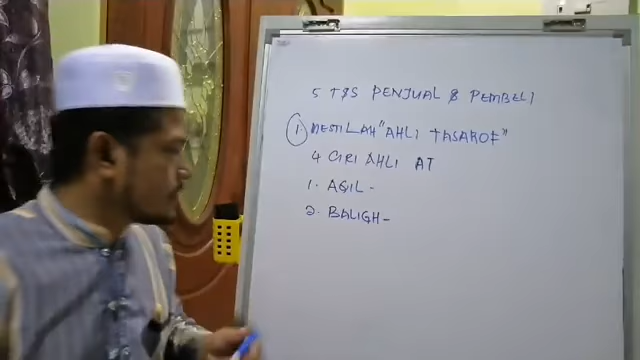 5 T&S PENJUAL & PEMBELI
1. MESTILAH "AHLI TASAROF"
4 CIRI AHLI AT
1. AQIL -
2. BALIGH -